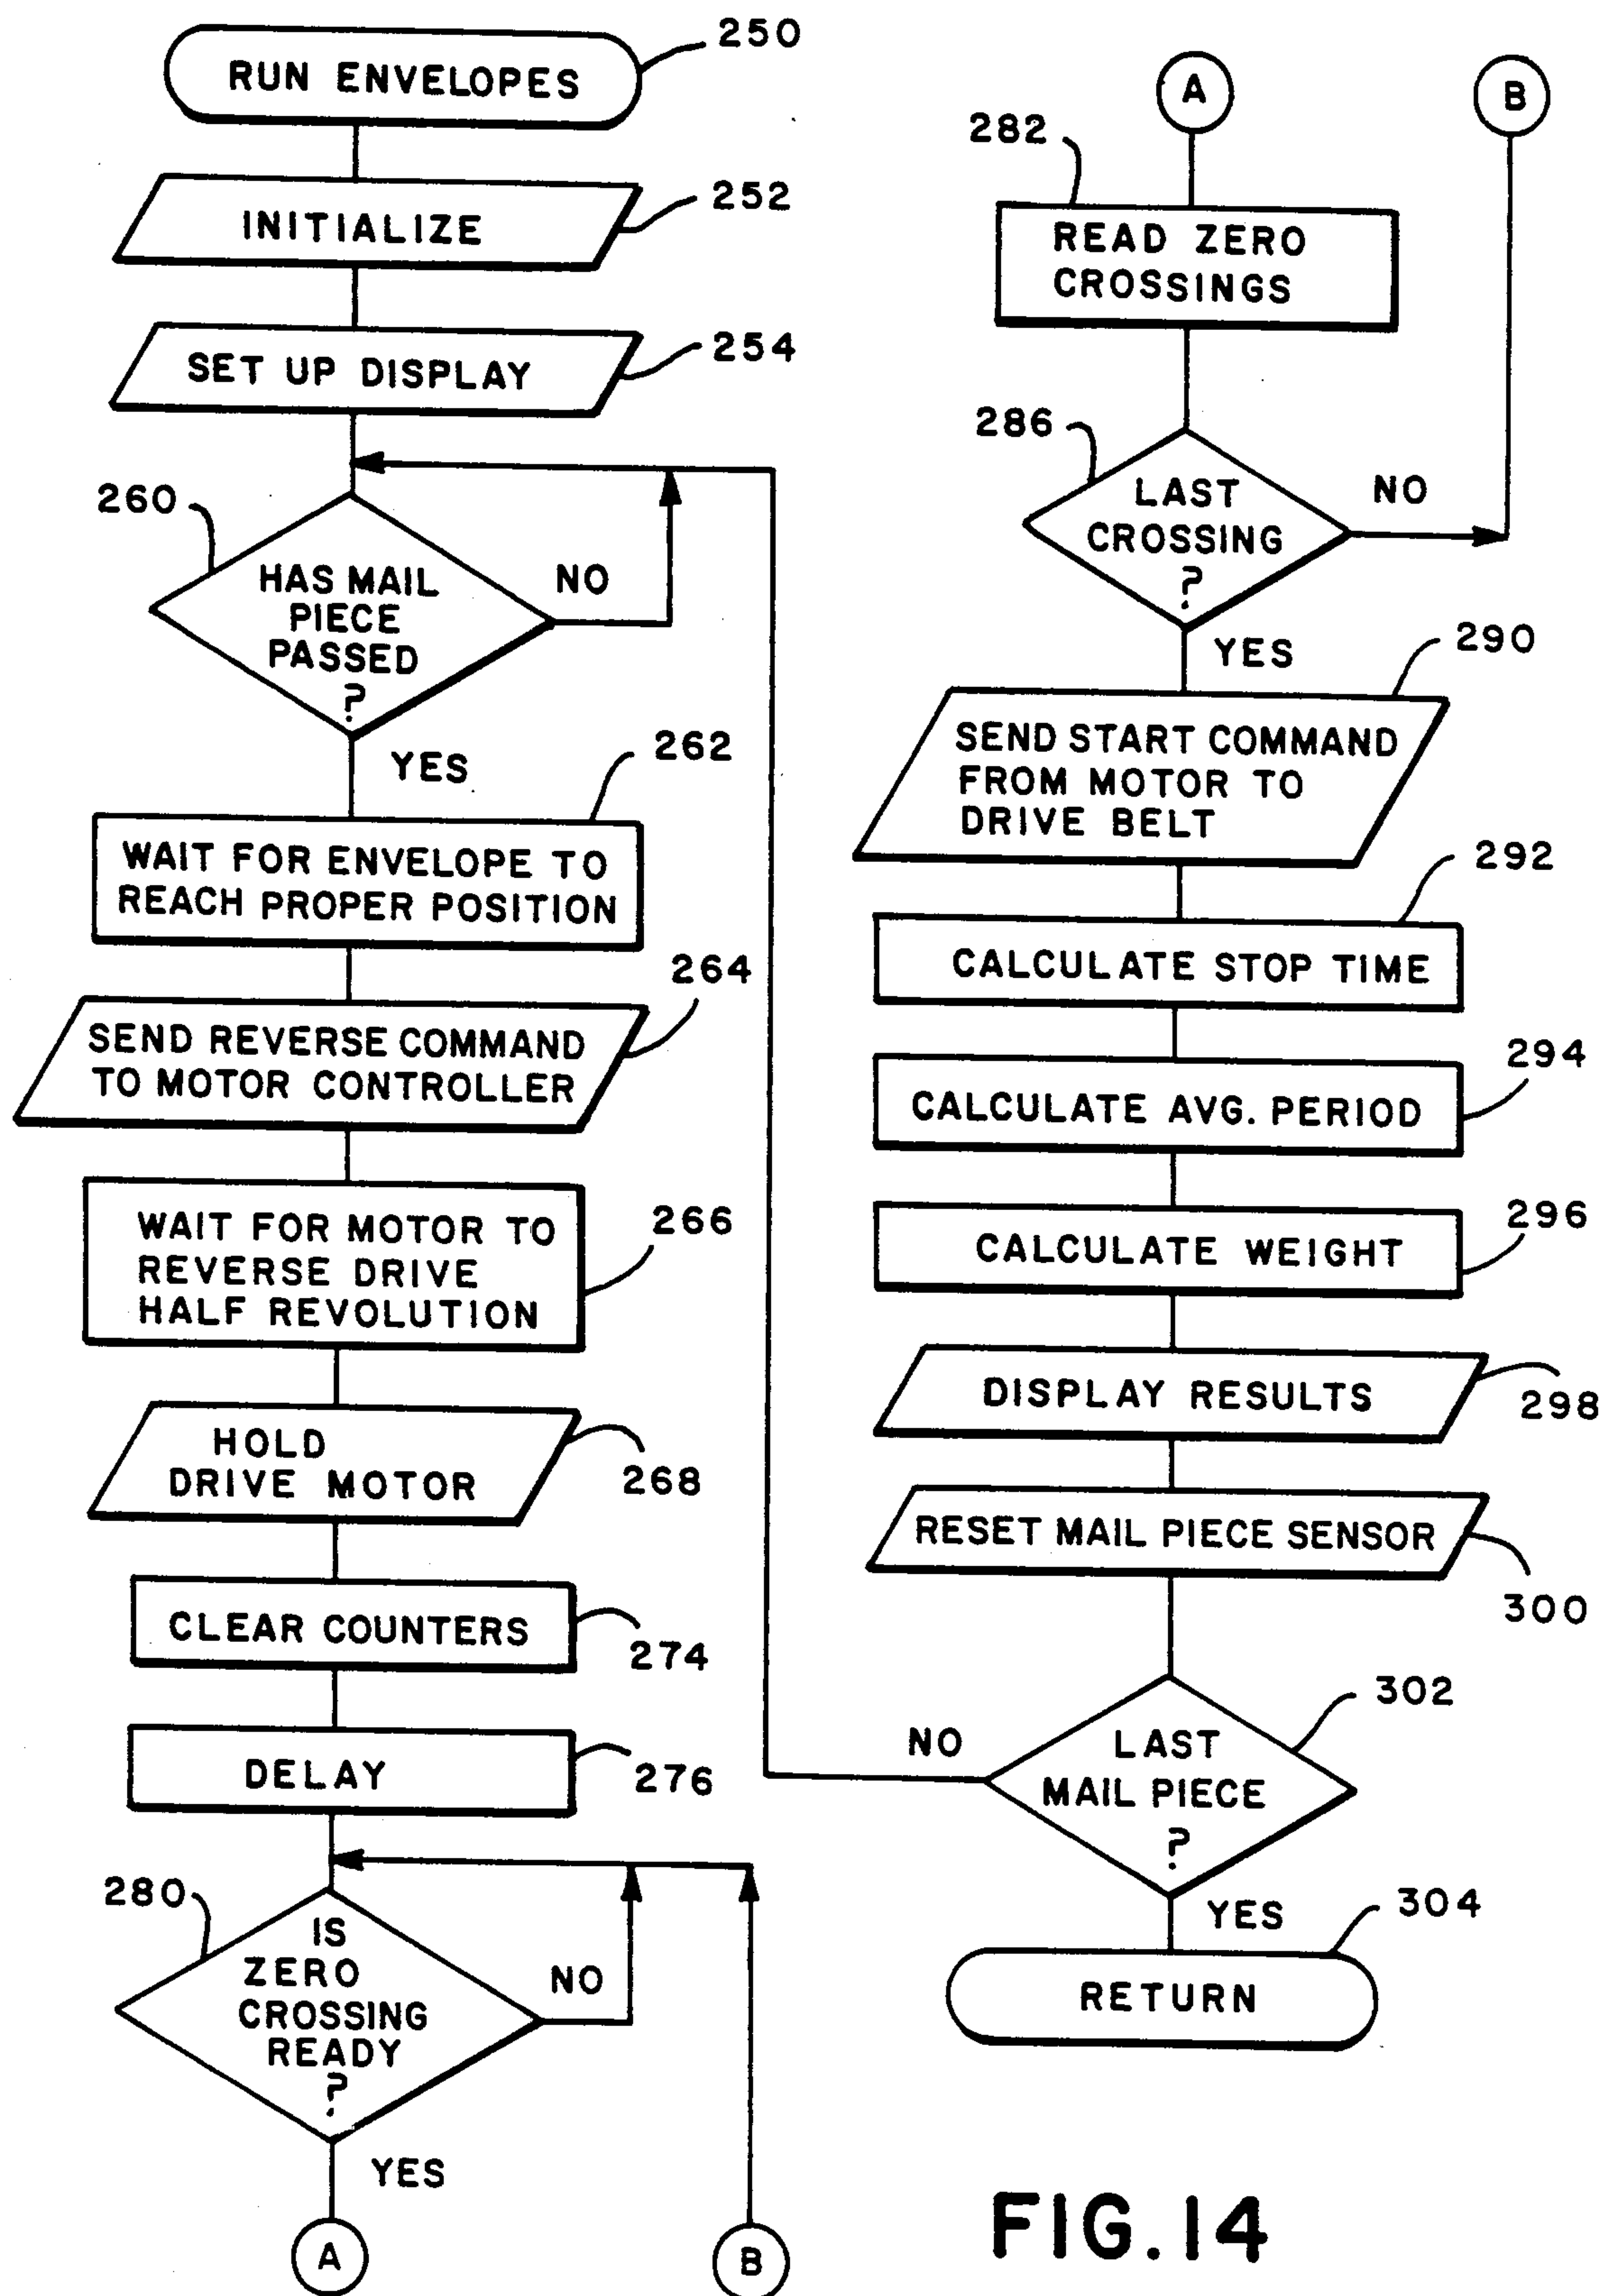 250
RUN ENVELOPES
252
INITIALIZE
254
SET UP DISPLAY
260
HAS MAIL
PIECE
PASSED
?
NO
YES
262
WAIT FOR ENVELOPE TO
REACH PROPER POSITION
264
SEND REVERSE COMMAND
TO MOTOR CONTROLLER
266
WAIT FOR MOTOR TO
REVERSE DRIVE
HALF REVOLUTION
268
HOLD
DRIVE MOTOR
274
CLEAR COUNTERS
276
DELAY
280
IS
ZERO
CROSSING
READY
?
NO
YES
A
B
A
B
282
READ ZERO
CROSSINGS
286
LAST
CROSSING
?
NO
YES
290
SEND START COMMAND
FROM MOTOR TO
DRIVE BELT
292
CALCULATE STOP TIME
294
CALCULATE AVG. PERIOD
296
CALCULATE WEIGHT
298
DISPLAY RESULTS
300
RESET MAIL PIECE SENSOR
302
LAST
MAIL PIECE
?
NO
YES
304
RETURN
FIG.14